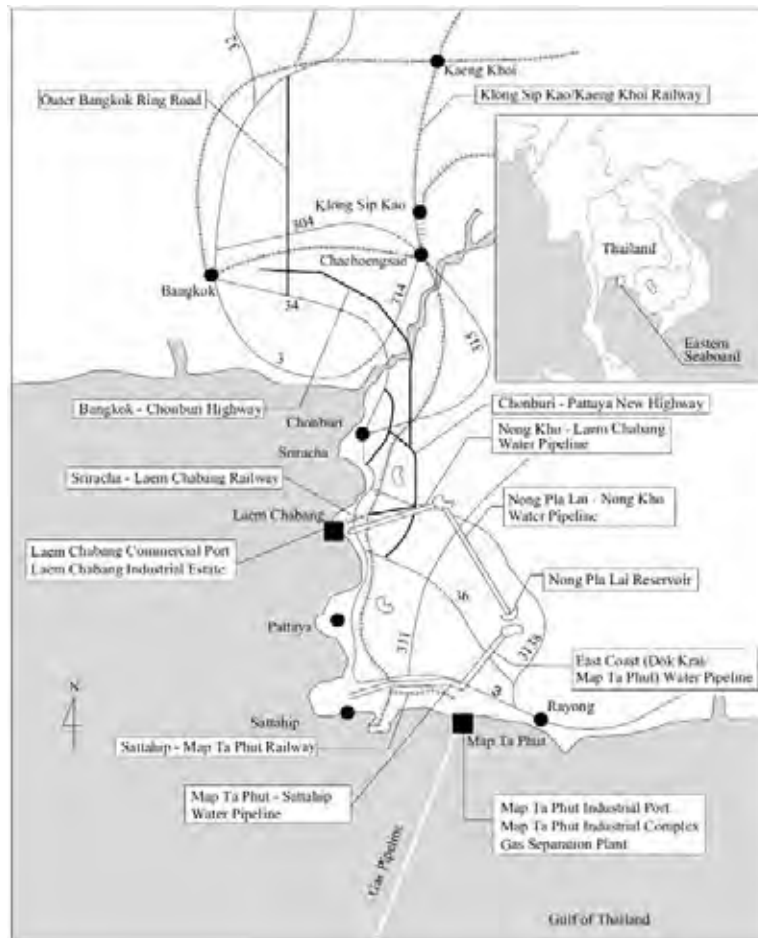 32
Kaeng Khoi
Outer Bangkok Ring Road
Klong Sip Kao/Kaeng Khoi Railway
Klong Sip Kao
304
Thailand
Chachoengsao
Bangkok
34
314
3
315
Eastern
Seaboard
Bangkok - Chonburi Highway
Chonburi
Chonburi - Pattaya New Highway
Nong Kho - Laem Chabang
Water Pipeline
Sriracha
Sriracha - Laem Chabang Railway
Nong Pla Lai - Nong Kho
Water Pipeline
Laem Chabang
Laem Chabang Commercial Port
Laem Chabang Industrial Estate
Nong Pla Lai Reservoir
36
Pattaya
331
3138
East Coast (Dok Krai/
Map Ta Phut) Water Pipeline
N
3
Sattahip
Rayong
Sattahip - Map Ta Phut Railway
Map Ta Phut
Map Ta Phut - Sattahip
Water Pipeline
Map Ta Phut Industrial Port
Map Ta Phut Industrial Complex
Gas Separation Plant
Gas Pipeline
Gulf of Thailand